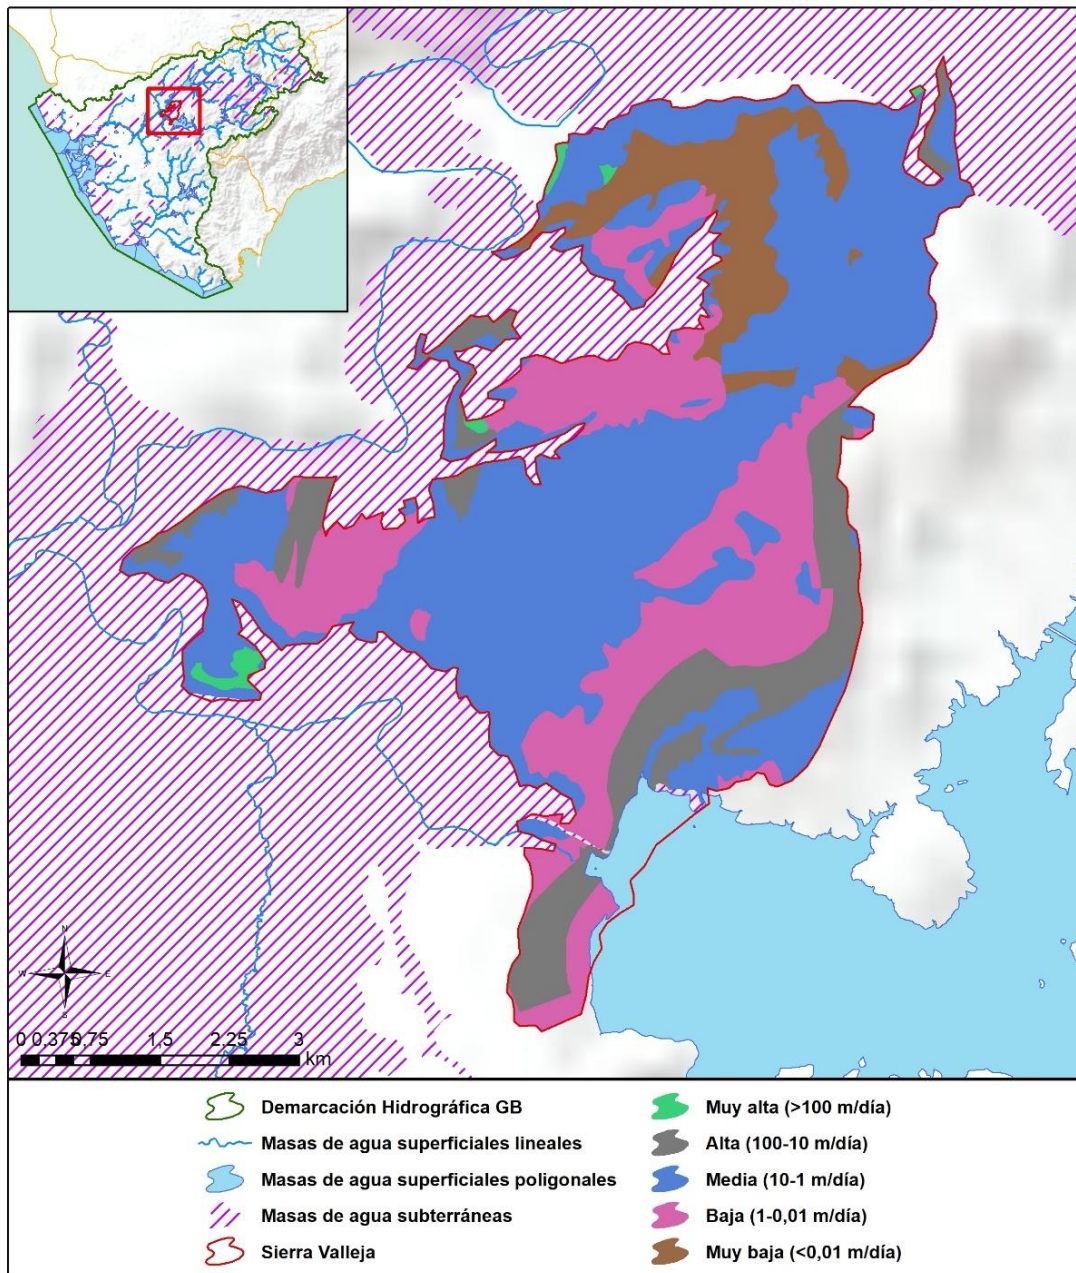 N
W E
S
0 0,375 0,75 1,5 2,25 3
km
Demarcación Hidrográfica GB
Masas de agua superficiales lineales
Masas de agua superficiales poligonales
Masas de agua subterráneas
Sierra Valleja
Muy alta (>100 m/día)
Alta (100-10 m/día)
Media (10-1 m/día)
Baja (1-0,01 m/día)
Muy baja (<0,01 m/día)